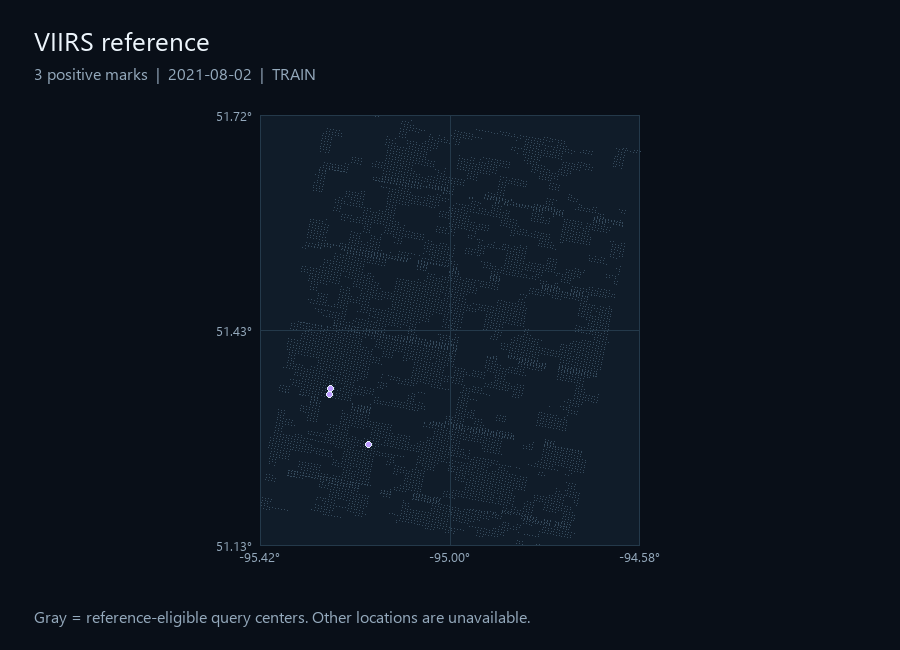 VIIRS reference
3 positive marks | 2021-08-02 | TRAIN
51.72°
51.43°
51.13°
-95.42°
-95.00°
-94.58°
Gray = reference-eligible query centers. Other locations are unavailable.